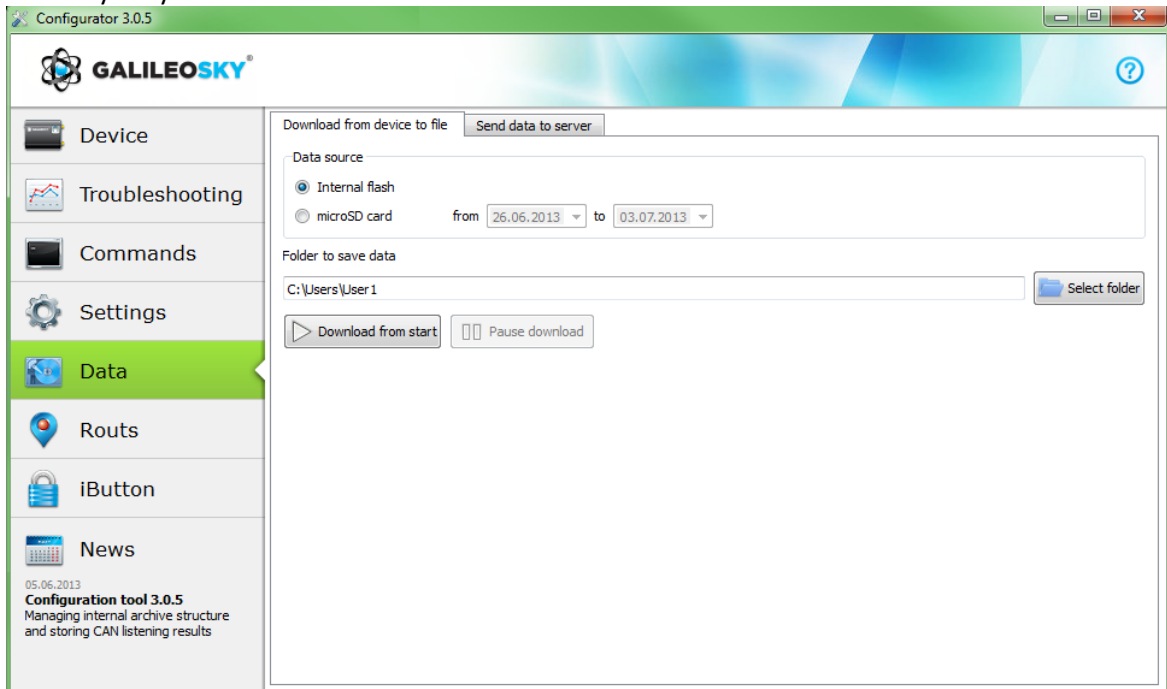 Configurator 3.0.5
GALILEOSKY®
Device
Troubleshooting
Commands
Settings
Data
Routs
iButton
News
05.06.2013
Configuration tool 3.0.5
Managing internal archive structure
and storing CAN listening results
Download from device to file Send data to server
Data source
Internal flash
microSD card from 26.06.2013 to 03.07.2013
Folder to save data
C:\Users\User1 Select folder
Download from start Pause download